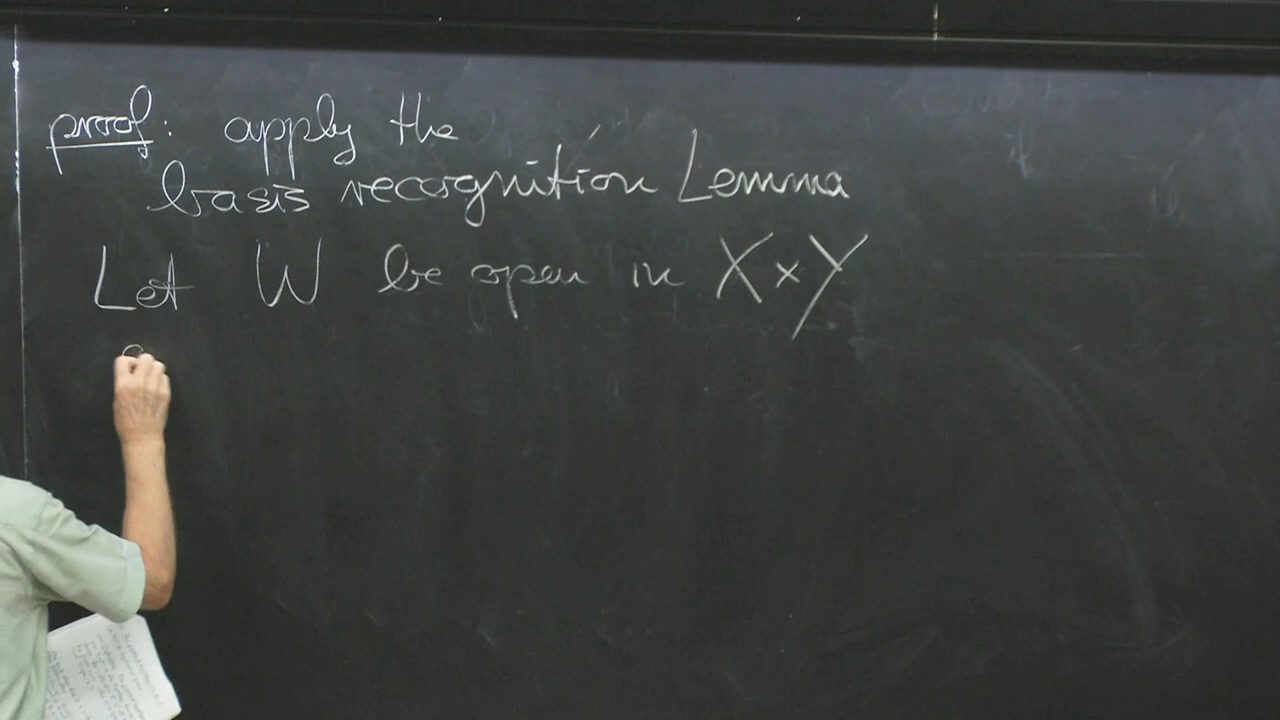 proof: apply the
basis recognition Lemma
Let W be open in X×Y